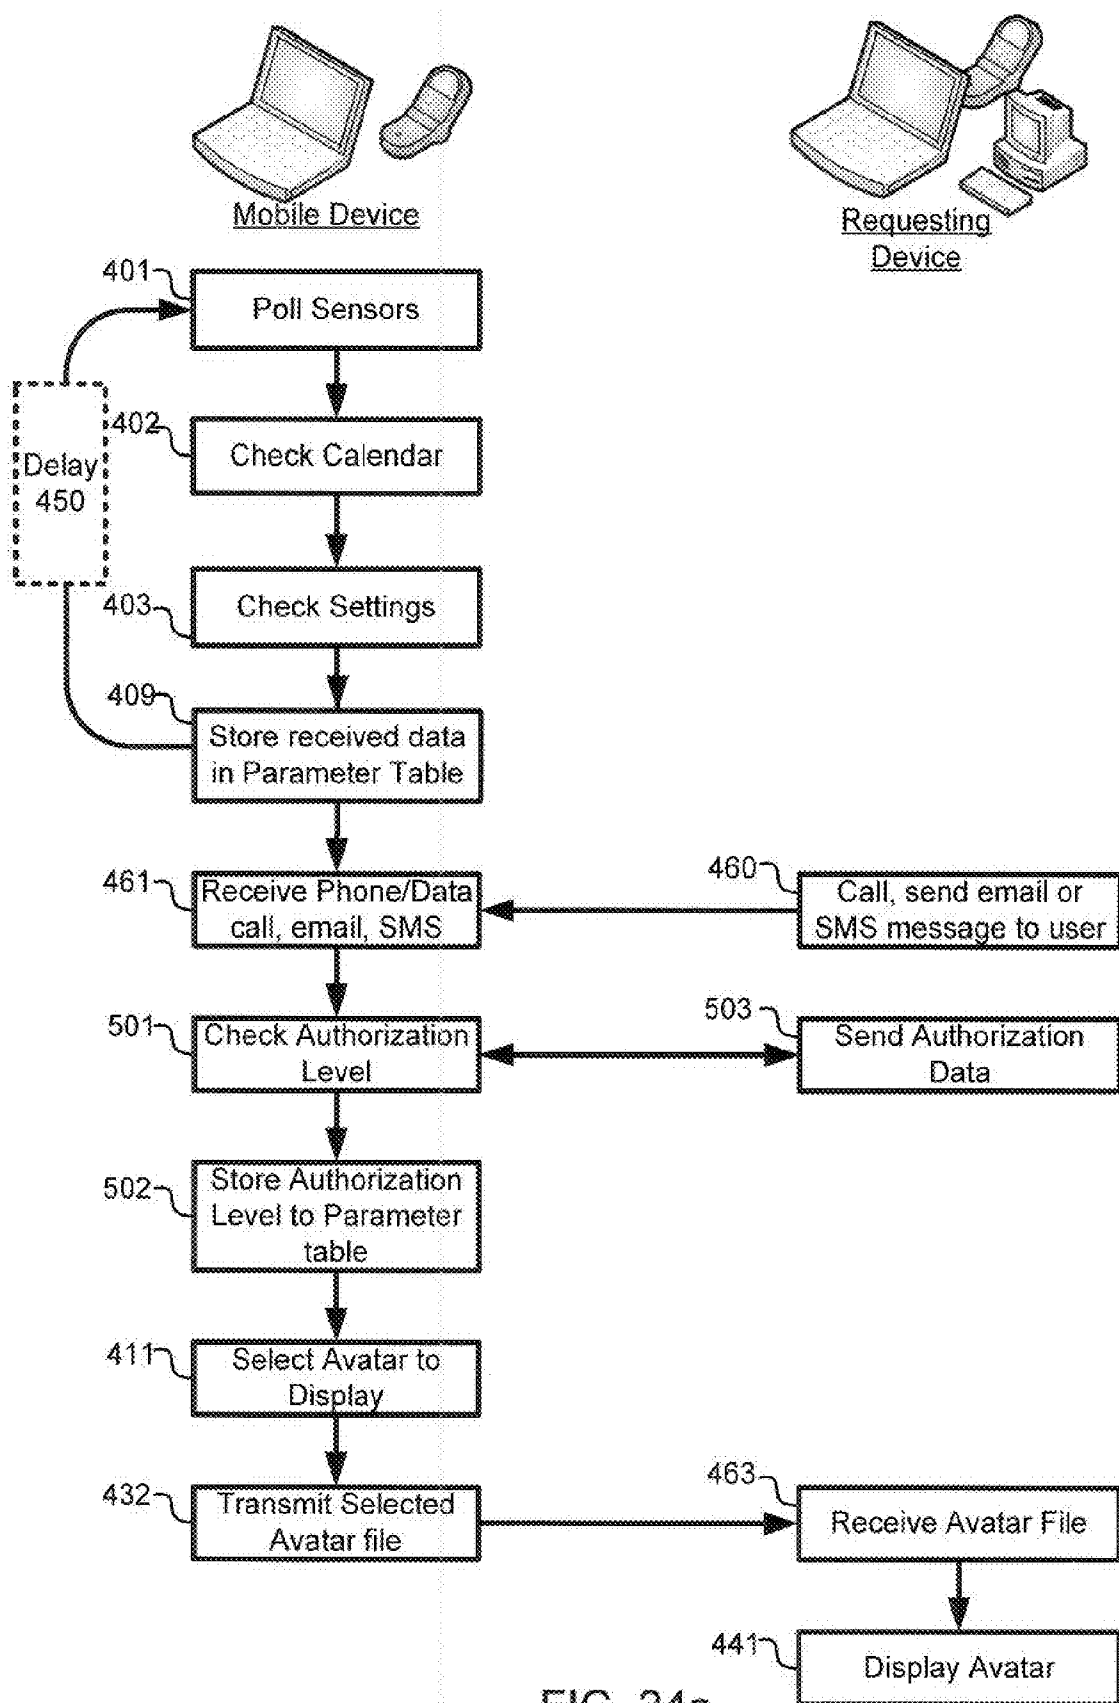 Mobile Device
Requesting
Device
401
Poll Sensors
402
Check Calendar
Delay
450
403
Check Settings
409
Store received data
in Parameter Table
461
Receive Phone/Data
call, email, SMS
460
Call, send email or
SMS message to user
501
Check Authorization
Level
503
Send Authorization
Data
502
Store Authorization
Level to Parameter
table
411
Select Avatar to
Display
432
Transmit Selected
Avatar file
463
Receive Avatar File
441
Display Avatar